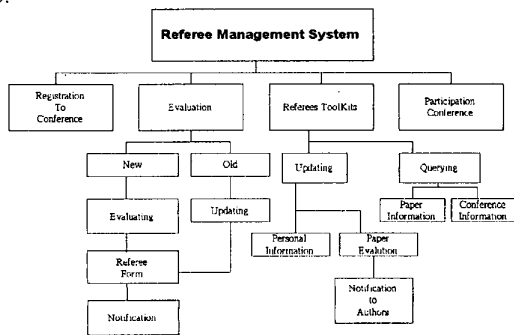 Referee Management System
Registration
To
Conference
Evaluation
Referees ToolKits
Participation
Conference
New
Old
Updating
Querying
Evaluating
Updating
Paper
Information
Conference
Information
Personal
Information
Paper
Evalution
Referee
Form
Notification
to
Authors
Notification